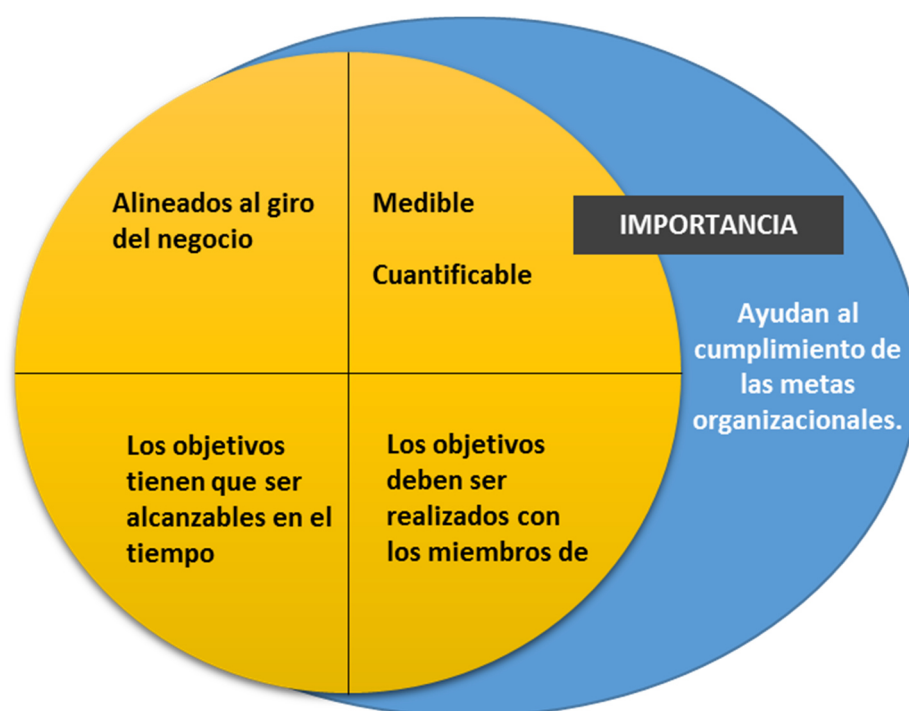 Alineados al giro
del negocio
Medible
Cuantificable
IMPORTANCIA
Ayudan al
cumplimiento de
las metas
organizacionales.
Los objetivos
tienen que ser
alcanzables en el
tiempo
Los objetivos
deben ser
realizados con
los miembros de